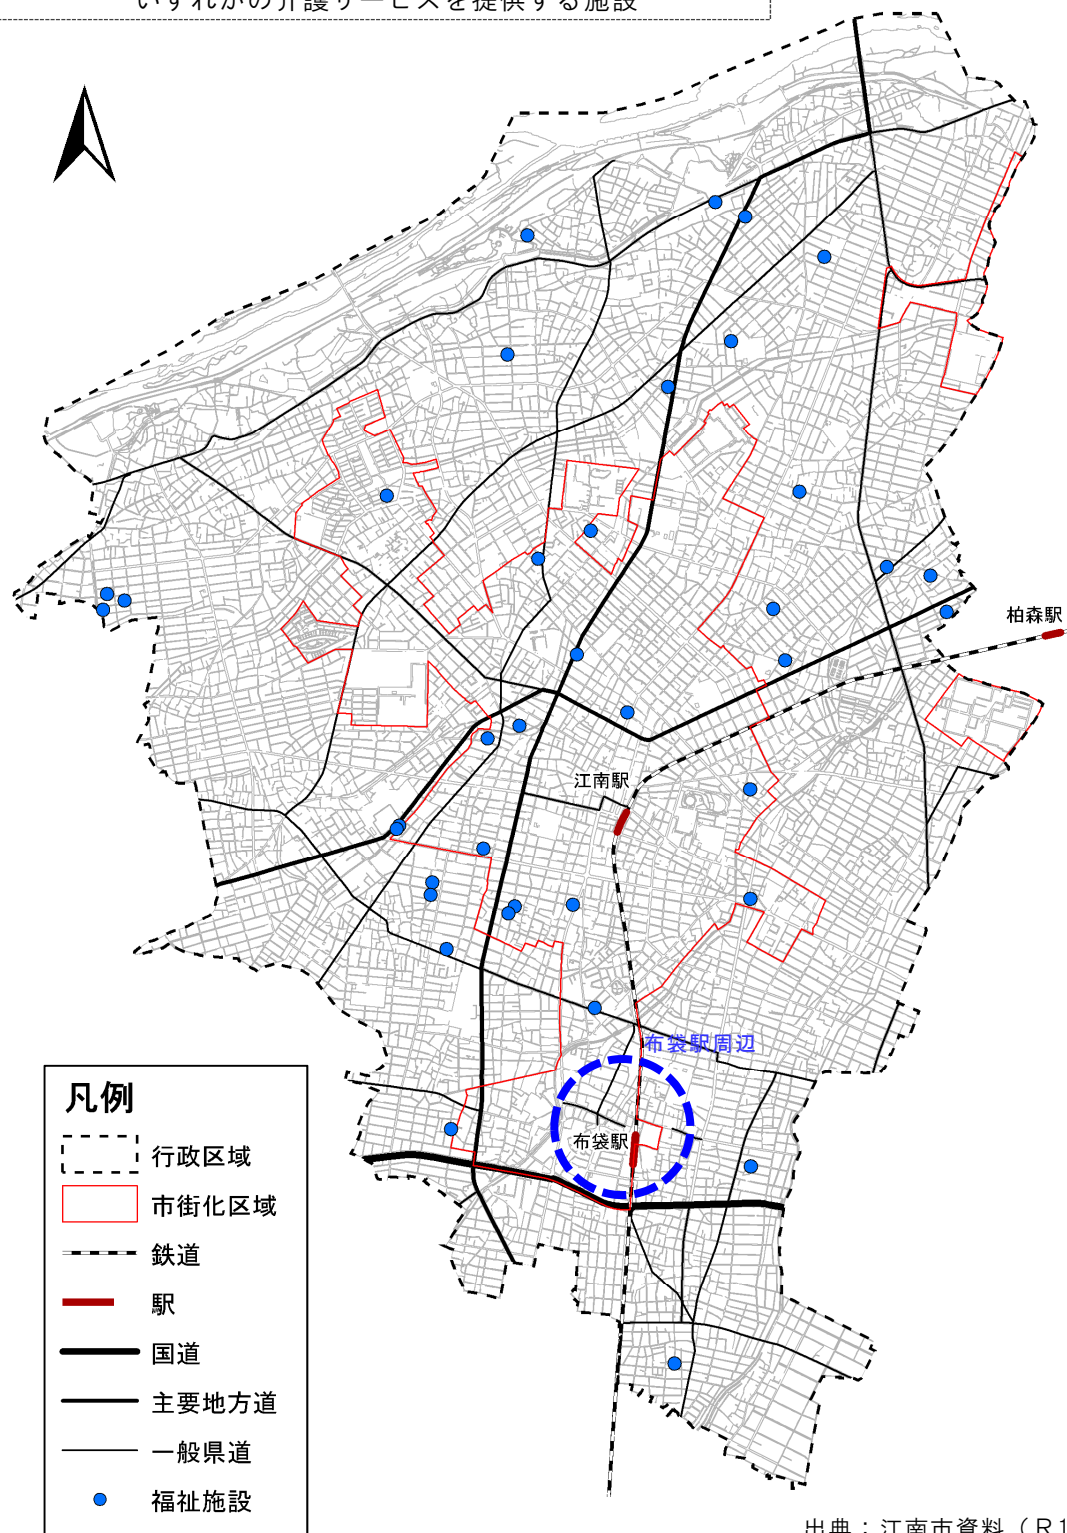 いずれかの介護サービスを提供する施設
柏森駅
江南駅
布袋駅周辺
布袋駅
凡例
行政区域
市街化区域
鉄道
駅
国道
主要地方道
一般県道
福祉施設
出典：江南市資料（R1